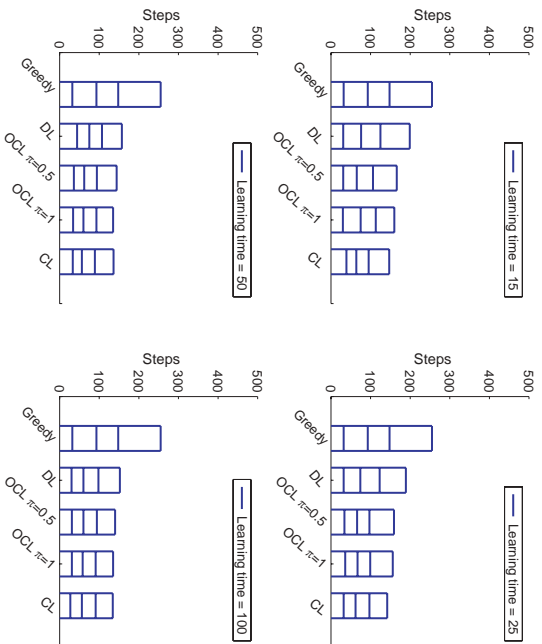 Learning time = 15
Steps
500
400
300
200
100
0
Greedy
DL
OCL π=0.5
OCL π=1
CL
Learning time = 25
Steps
500
400
300
200
100
0
Greedy
DL
OCL π=0.5
OCL π=1
CL
Learning time = 50
Steps
500
400
300
200
100
0
Greedy
DL
OCL π=0.5
OCL π=1
CL
Learning time = 100
Steps
500
400
300
200
100
0
Greedy
DL
OCL π=0.5
OCL π=1
CL